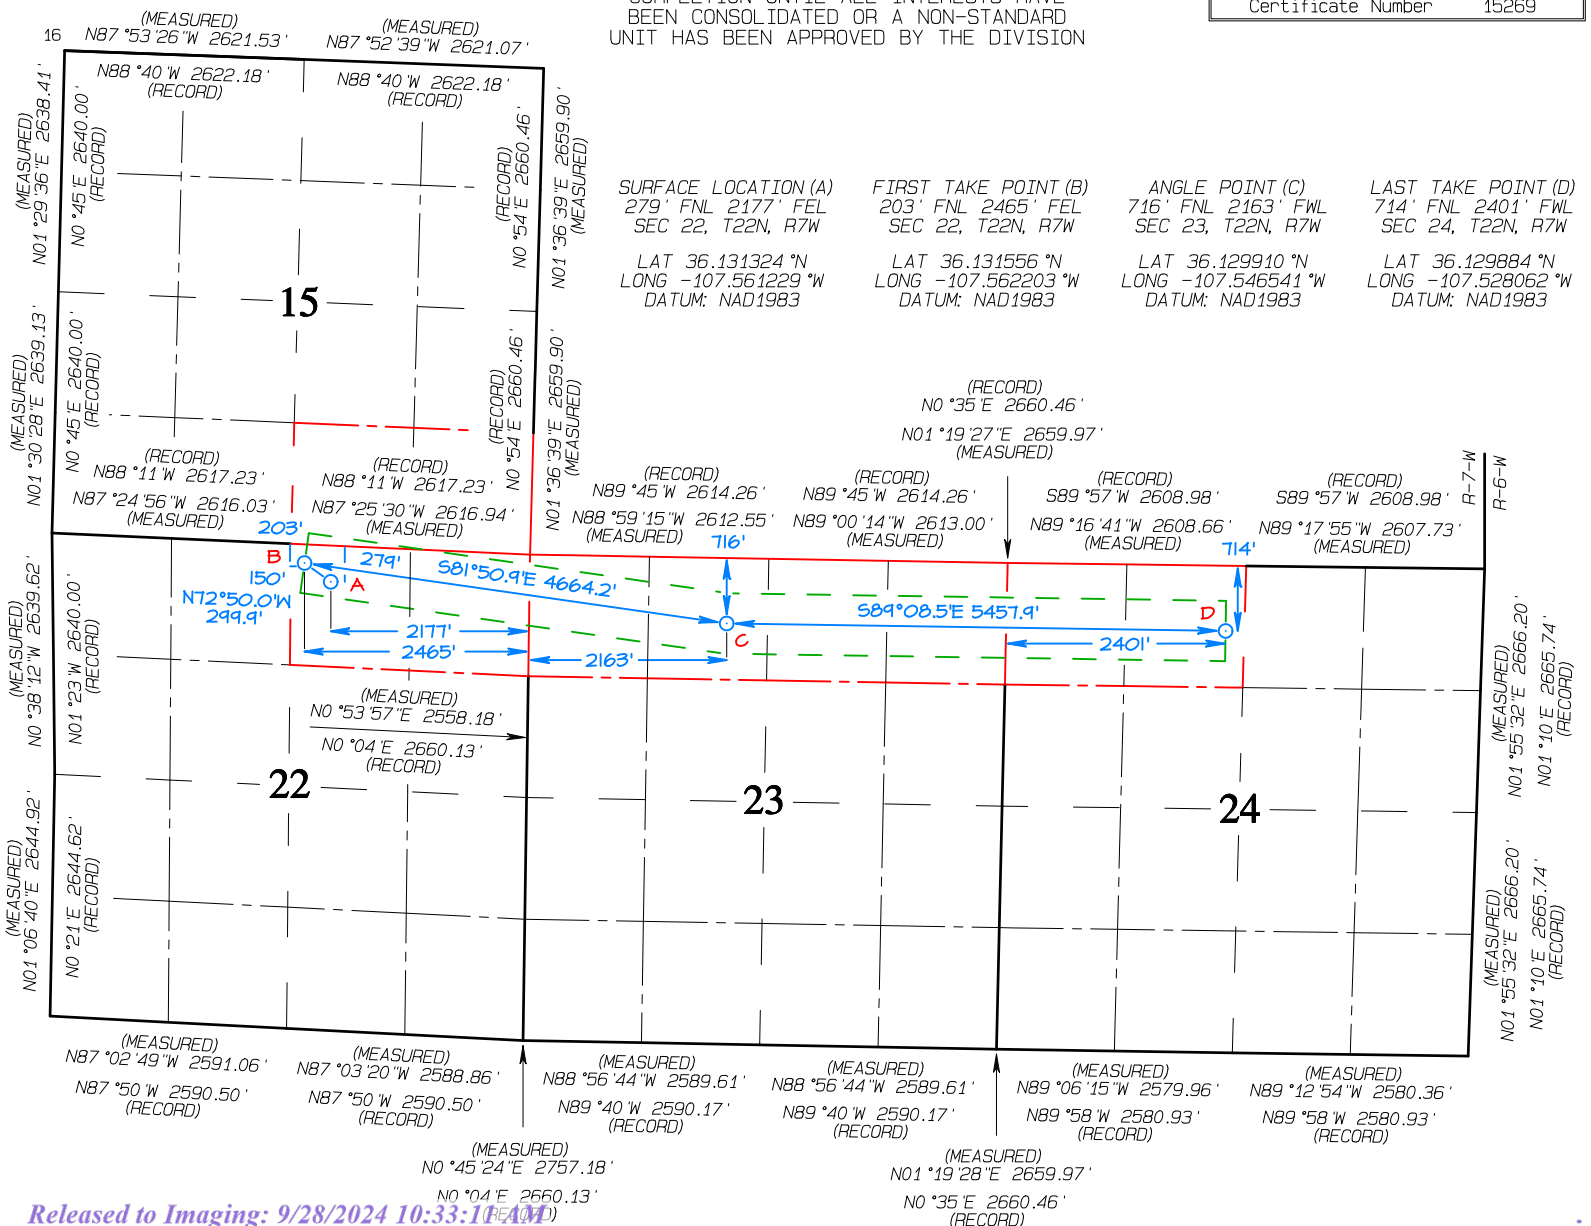 COMPLETION UNTIL ALL INTERESTS HAVE
BEEN CONSOLIDATED OR A NON-STANDARD
UNIT HAS BEEN APPROVED BY THE DIVISION
Certificate Number 15269
16
(MEASURED)
N87°53'26"W 2621.53'
(MEASURED)
N87°52'39"W 2621.07'
N88°40'W 2622.18'
(RECORD)
N88°40'W 2622.18'
(RECORD)
(MEASURED)
N01°29'36"E 2638.41'
N0°45'E 2640.00'
(RECORD)
(RECORD)
N0°54'E 2660.46'
N01°36'39"E 2659.90'
(MEASURED)
SURFACE LOCATION (A)
279' FNL 2177' FEL
SEC 22, T22N, R7W
LAT 36.131324°N
LONG -107.561229°W
DATUM: NAD1983
FIRST TAKE POINT (B)
203' FNL 2465' FEL
SEC 22, T22N, R7W
LAT 36.131556°N
LONG -107.562203°W
DATUM: NAD1983
ANGLE POINT (C)
716' FNL 2163' FWL
SEC 23, T22N, R7W
LAT 36.129910°N
LONG -107.546541°W
DATUM: NAD1983
LAST TAKE POINT (D)
714' FNL 2401' FWL
SEC 24, T22N, R7W
LAT 36.129884°N
LONG -107.528062°W
DATUM: NAD1983
15
(MEASURED)
N01°30'28"E 2639.13'
N0°45'E 2640.00'
(RECORD)
(RECORD)
N0°54'E 2660.46'
N01°36'39"E 2659.90'
(MEASURED)
(RECORD)
N0°35'E 2660.46'
N01°19'27"E 2659.97'
(MEASURED)
(RECORD)
N88°11'W 2617.23'
N87°24'56"W 2616.03'
(MEASURED)
(RECORD)
N88°11'W 2617.23'
N87°25'30"W 2616.94'
(MEASURED)
(RECORD)
N89°45'W 2614.26'
N88°59'15"W 2612.55'
(MEASURED)
(RECORD)
N89°45'W 2614.26'
N89°00'14"W 2613.00'
(MEASURED)
(RECORD)
S89°57'W 2608.98'
N89°16'41"W 2608.66'
(MEASURED)
(RECORD)
S89°57'W 2608.98'
N89°17'55"W 2607.73'
(MEASURED)
R-7-W
R-6-W
203'
B
150'
N72°50.0'W
299.9'
279'
A
S81°50.9'E 4664.2'
716'
C
S89°08.5'E 5457.9'
714'
D
2177'
2465'
2163'
2401'
(MEASURED)
N0°38'12"W 2639.62'
N01°23'W 2640.00'
(RECORD)
(MEASURED)
N0°53'57"E 2558.18'
N0°04'E 2660.13'
(RECORD)
(MEASURED)
N01°55'32"E 2666.20'
N01°10'E 2665.74'
(RECORD)
22
23
24
(MEASURED)
N01°06'40"E 2644.92'
N0°21'E 2644.62'
(RECORD)
(MEASURED)
N01°55'32"E 2666.20'
N01°10'E 2665.74'
(RECORD)
(MEASURED)
N87°02'49"W 2591.06'
N87°50'W 2590.50'
(RECORD)
(MEASURED)
N87°03'20"W 2588.86'
N87°50'W 2590.50'
(RECORD)
(MEASURED)
N88°56'44"W 2589.61'
N89°40'W 2590.17'
(RECORD)
(MEASURED)
N88°56'44"W 2589.61'
N89°40'W 2590.17'
(RECORD)
(MEASURED)
N89°06'15"W 2579.96'
N89°58'W 2580.93'
(RECORD)
(MEASURED)
N89°12'54"W 2580.36'
N89°58'W 2580.93'
(RECORD)
(MEASURED)
N0°45'24"E 2757.18'
N0°04'E 2660.13'
(RECORD)
(MEASURED)
N01°19'28"E 2659.97'
N0°35'E 2660.46'
(RECORD)
Released to Imaging: 9/28/2024 10:33:11 AM